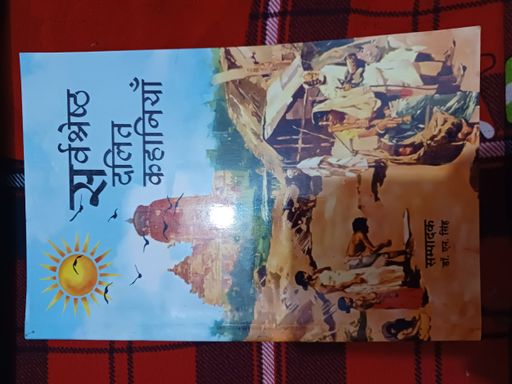 सर्वश्रेष्ठ
दलित
कहानियाँ
सम्पादक
डा. एन. सिंह